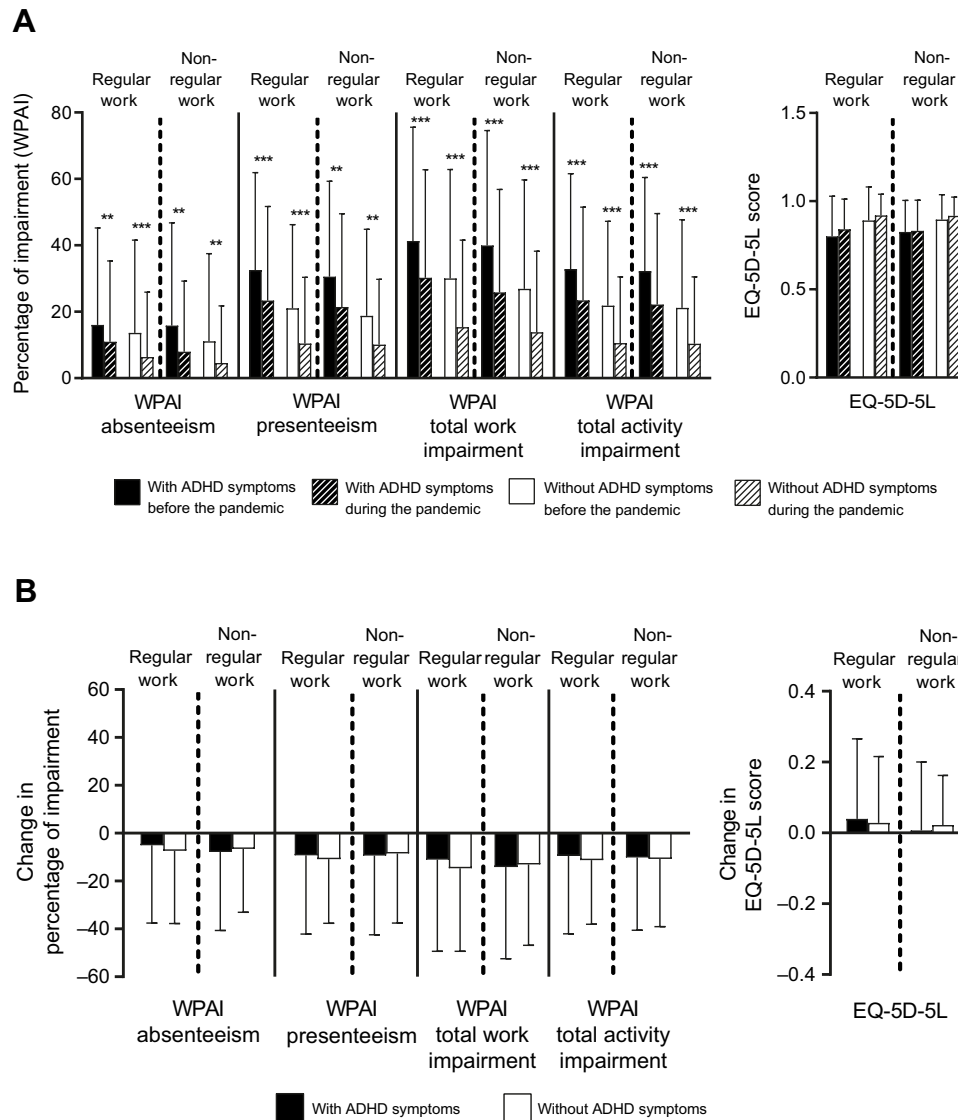 A
Regular work
Non-regular work
Regular work
Non-regular work
Regular work
Non-regular work
Regular work
Non-regular work
Percentage of impairment (WPAI)
80
60
40
20
0
** *** ** **
*** *** ** **
*** *** *** ***
*** *** *** ***
WPAI
absenteeism
WPAI
presenteeism
WPAI
total work
impairment
WPAI
total activity
impairment
Regular
work
Non-
regular
work
EQ-5D-5L score
1.5
1.0
0.5
0.0
EQ-5D-5L
With ADHD symptoms
before the pandemic
With ADHD symptoms
during the pandemic
Without ADHD symptoms
before the pandemic
Without ADHD symptoms
during the pandemic
B
Regular work
Non-regular work
Regular work
Non-regular work
Regular work
Non-regular work
Regular work
Non-regular work
Change in
percentage of impairment
60
40
20
0
–20
–40
–60
WPAI
absenteeism
WPAI
presenteeism
WPAI
total work
impairment
WPAI
total activity
impairment
Regular
work
Non-
regular
work
Change in
EQ-5D-5L score
0.4
0.2
0.0
–0.2
–0.4
EQ-5D-5L
With ADHD symptoms
Without ADHD symptoms